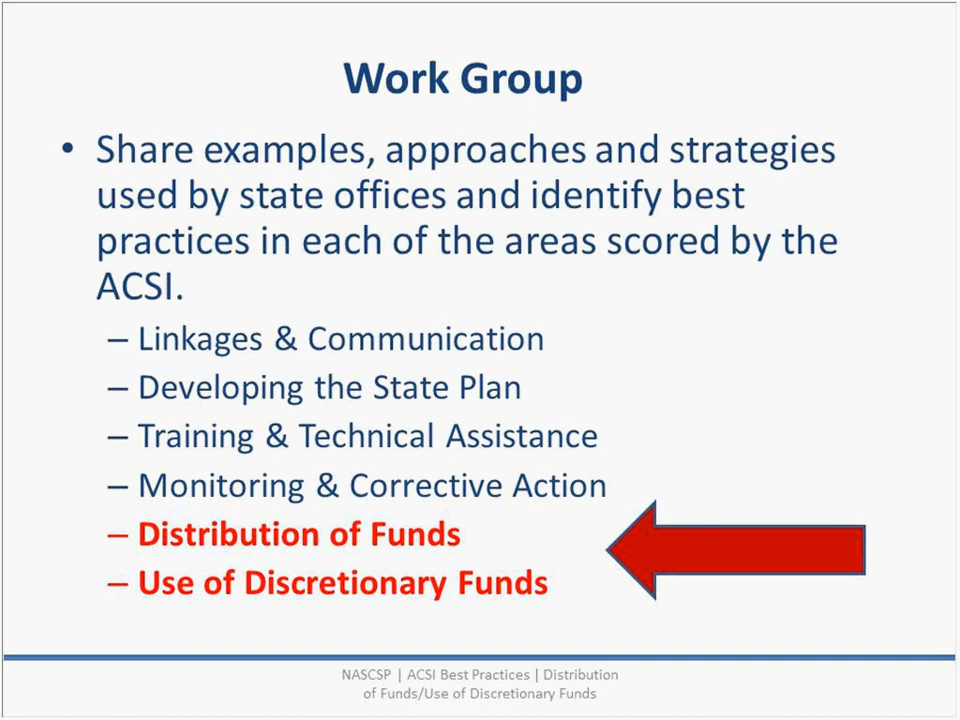 Work Group
• Share examples, approaches and strategies
used by state offices and identify best
practices in each of the areas scored by the
ACSI.
– Linkages & Communication
– Developing the State Plan
– Training & Technical Assistance
– Monitoring & Corrective Action
– Distribution of Funds
– Use of Discretionary Funds
NASCSP | ACSI Best Practices | Distribution
of Funds/Use of Discretionary Funds